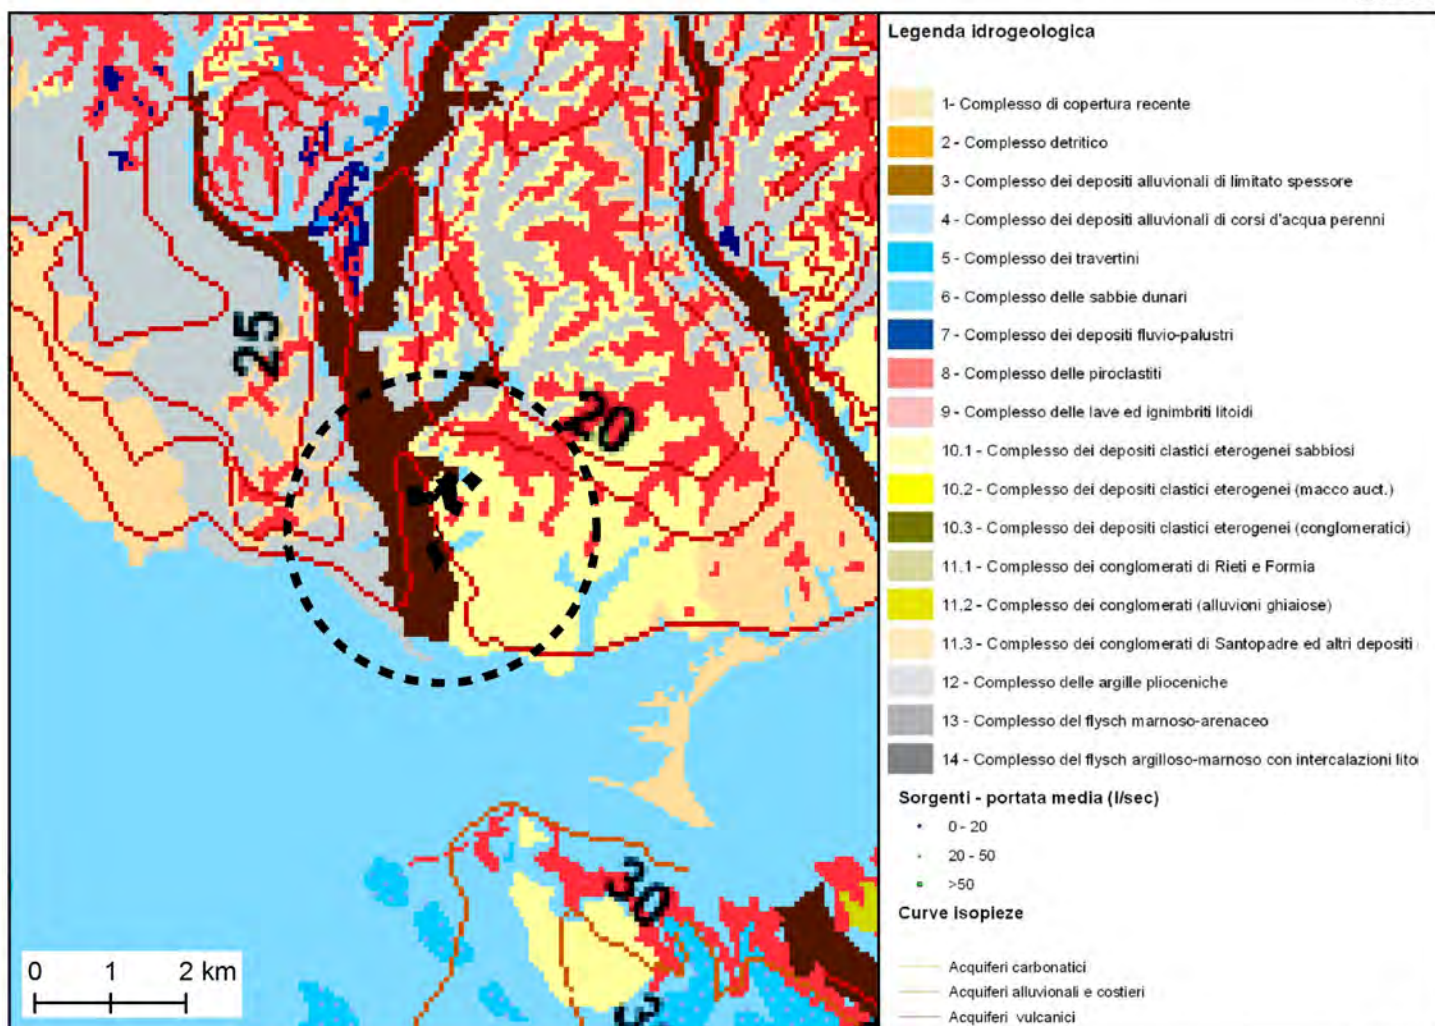 25
20
30
0 1 2 km
Legenda idrogeologica
1- Complesso di copertura recente
2 - Complesso detritico
3 - Complesso dei depositi alluvionali di limitato spessore
4 - Complesso dei depositi alluvionali di corsi d'acqua perenni
5 - Complesso dei travertini
6 - Complesso delle sabbie dunari
7 - Complesso dei depositi fluvio-palustri
8 - Complesso delle piroclastiti
9 - Complesso delle lave ed ignimbriti litoidi
10.1 - Complesso dei depositi clastici eterogenei sabbiosi
10.2 - Complesso dei depositi clastici eterogenei (macco auct.)
10.3 - Complesso dei depositi clastici eterogenei (conglomeratici)
11.1 - Complesso dei conglomerati di Rieti e Formia
11.2 - Complesso dei conglomerati (alluvioni ghiaiose)
11.3 - Complesso dei conglomerati di Santopadre ed altri depositi
12 - Complesso delle argille plioceniche
13 - Complesso del flysch marnoso-arenaceo
14 - Complesso del flysch argilloso-marnoso con intercalazioni lito
Sorgenti - portata media (l/sec)
0 - 20
20 - 50
>50
Curve isopieze
Acquiferi carbonatici
Acquiferi alluvionali e costieri
Acquiferi vulcanici